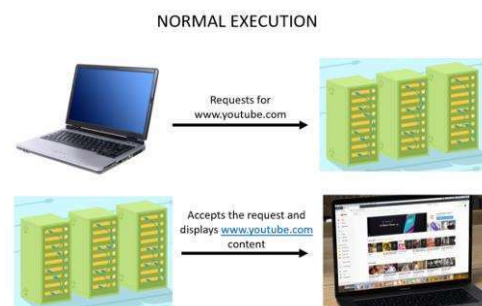 NORMAL EXECUTION
Requests for
www.youtube.com
Accepts the request and
displays www.youtube.com
content